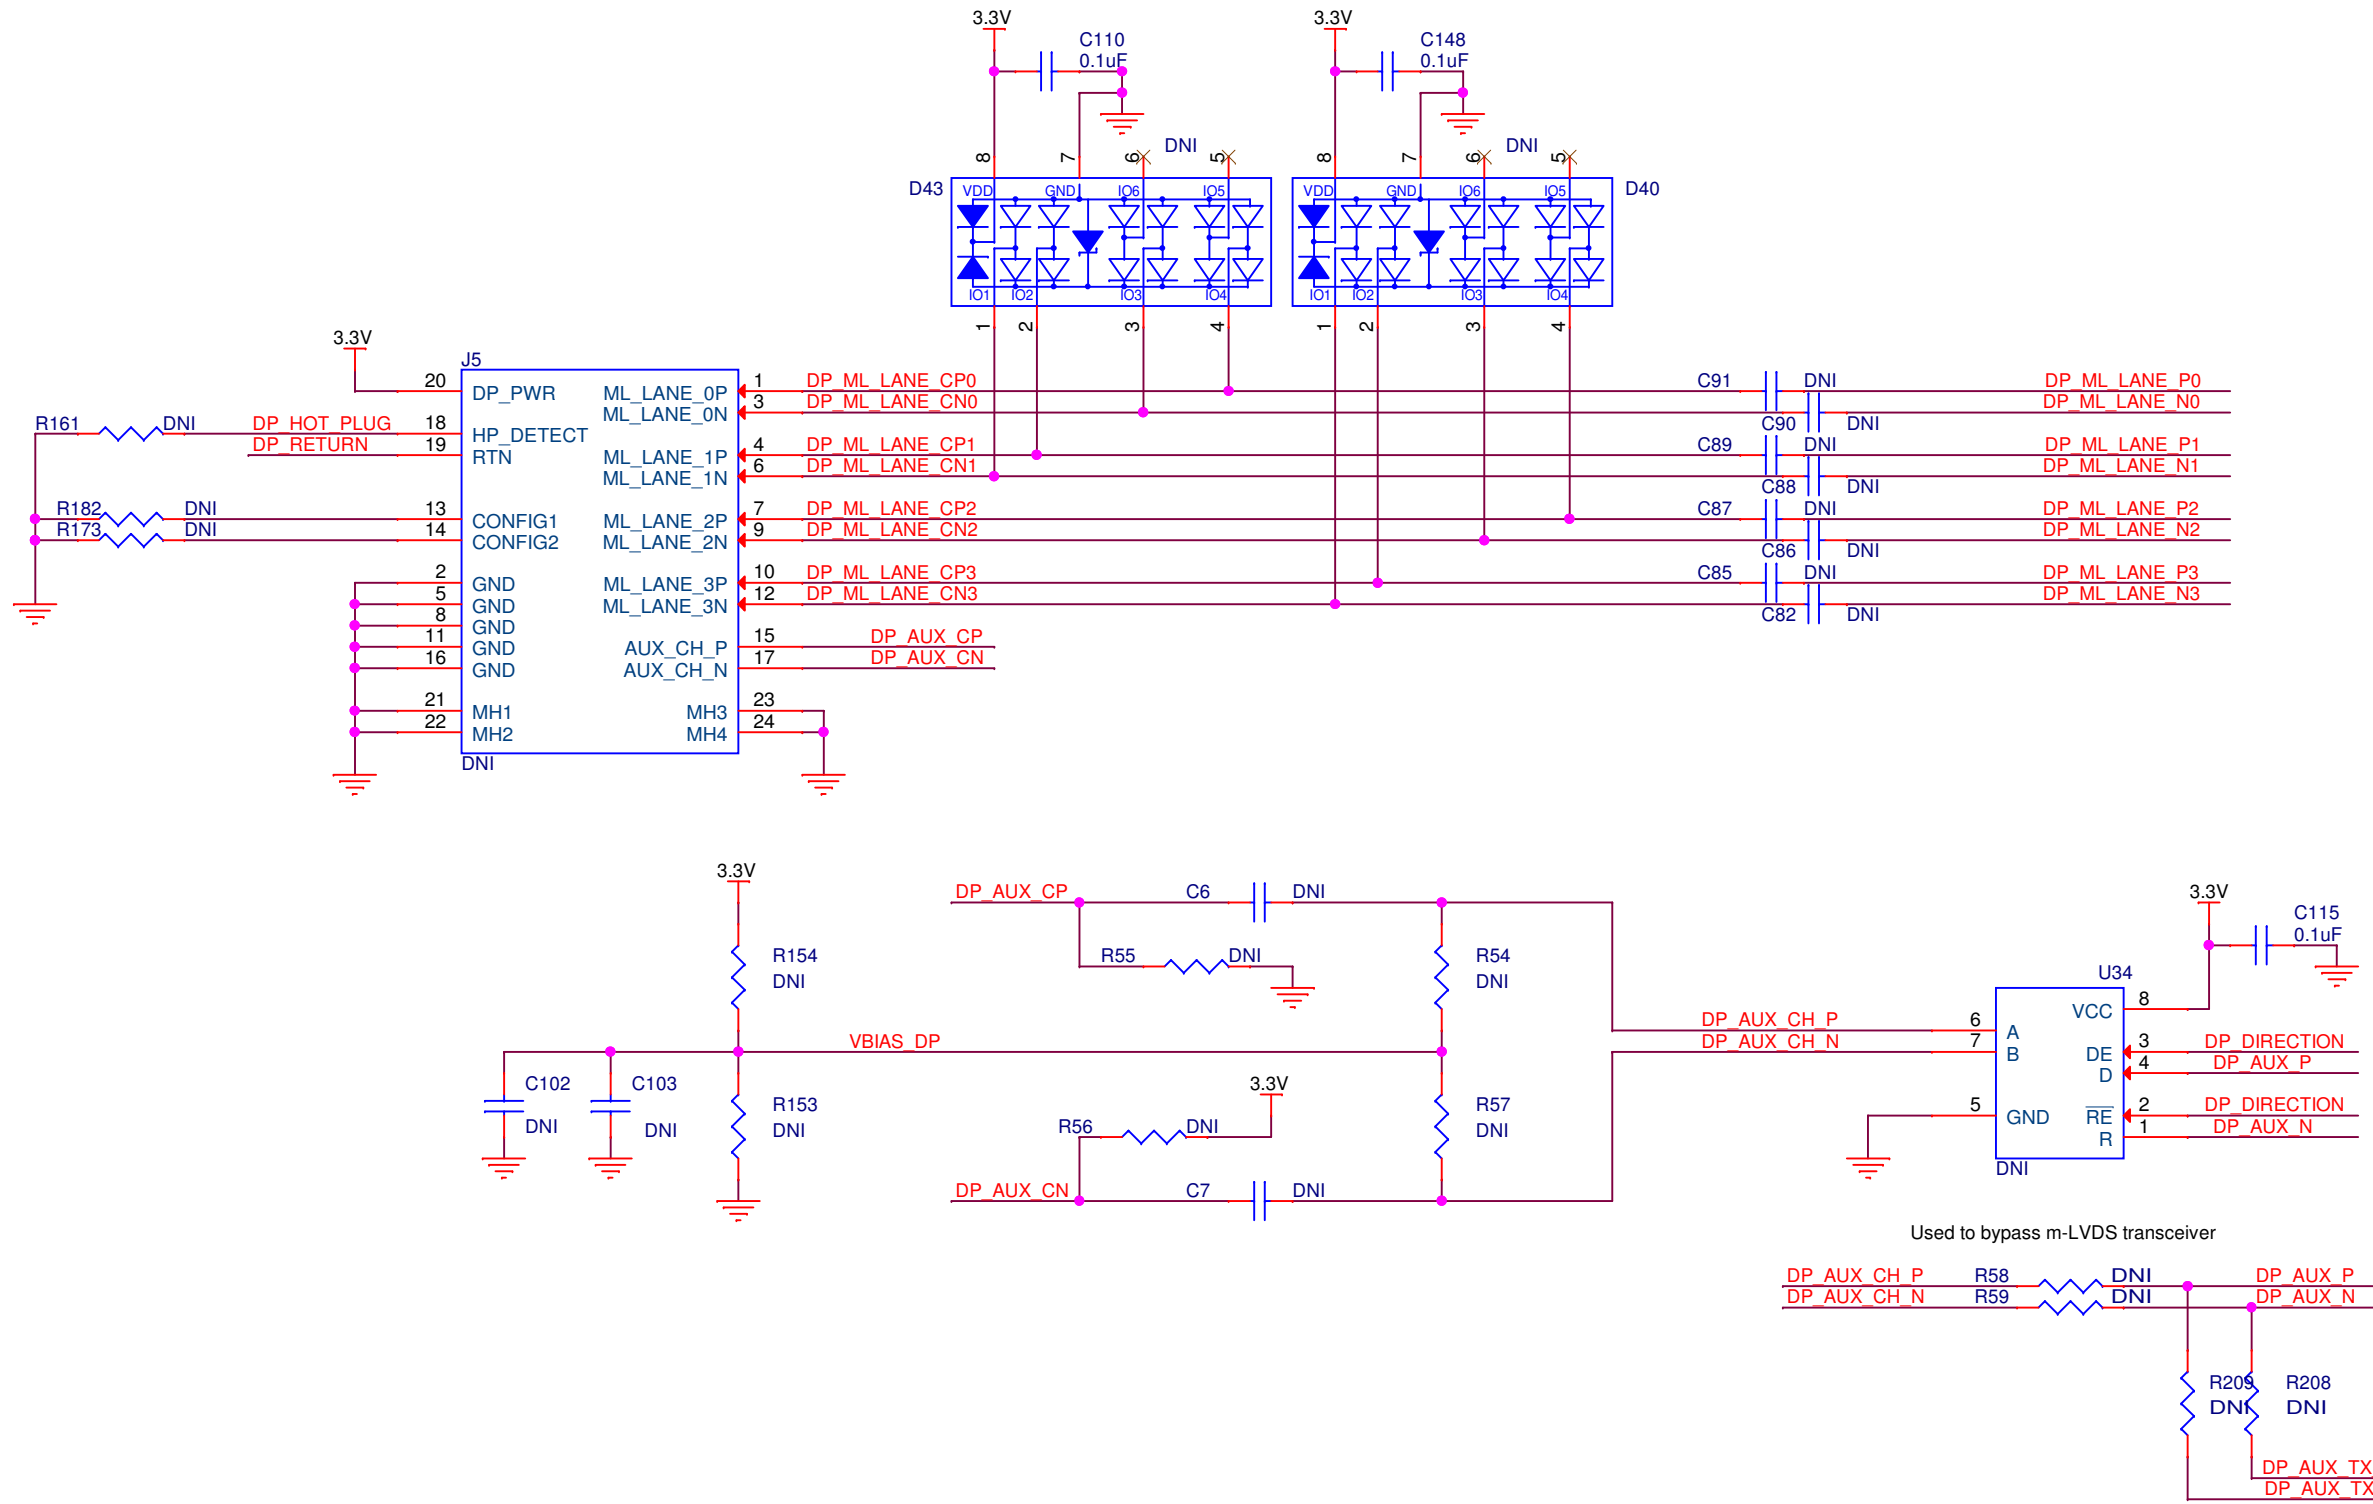 3.3V
3.3V
C110
0.1uF
C148
0.1uF
DNI
DNI
8 7 6 5
8 7 6 5
D43
VDD GND IO6 IO5
VDD GND IO6 IO5
D40
IO1 IO2 IO3 IO4
IO1 IO2 IO3 IO4
1 2 3 4
1 2 3 4
3.3V
J5
20 DP_PWR
ML_LANE_0P 1 DP_ML_LANE_CP0 C91 DNI DP_ML_LANE_P0
ML_LANE_0N 3 DP_ML_LANE_CN0 C90 DNI DP_ML_LANE_N0
R161 DNI DP_HOT_PLUG 18 HP_DETECT
DP_RETURN 19 RTN
ML_LANE_1P 4 DP_ML_LANE_CP1 C89 DNI DP_ML_LANE_P1
ML_LANE_1N 6 DP_ML_LANE_CN1 C88 DNI DP_ML_LANE_N1
R182 DNI 13 CONFIG1
R173 DNI 14 CONFIG2
ML_LANE_2P 7 DP_ML_LANE_CP2 C87 DNI DP_ML_LANE_P2
ML_LANE_2N 9 DP_ML_LANE_CN2 C86 DNI DP_ML_LANE_N2
2 GND
5 GND
8 GND
11 GND
16 GND
ML_LANE_3P 10 DP_ML_LANE_CP3 C85 DNI DP_ML_LANE_P3
ML_LANE_3N 12 DP_ML_LANE_CN3 C82 DNI DP_ML_LANE_N3
AUX_CH_P 15 DP_AUX_CP
AUX_CH_N 17 DP_AUX_CN
21 MH1
22 MH2
MH3 23
MH4 24
DNI
3.3V
R154
DNI
VBIAS_DP
C102
DNI
C103
DNI
R153
DNI
DP_AUX_CP C6 DNI
R55 DNI
R54
DNI
3.3V
R56 DNI
R57
DNI
DP_AUX_CN C7 DNI
3.3V
C115
0.1uF
U34
VCC 8
DP_AUX_CH_P 6 A
DP_AUX_CH_N 7 B
DE 3 DP_DIRECTION
D 4 DP_AUX_P
5 GND
RE 2 DP_DIRECTION
R 1 DP_AUX_N
DNI
Used to bypass m-LVDS transceiver
DP_AUX_CH_P R58 DNI DP_AUX_P
DP_AUX_CH_N R59 DNI DP_AUX_N
R209
DNI
R208
DNI
DP_AUX_TX
DP_AUX_TX